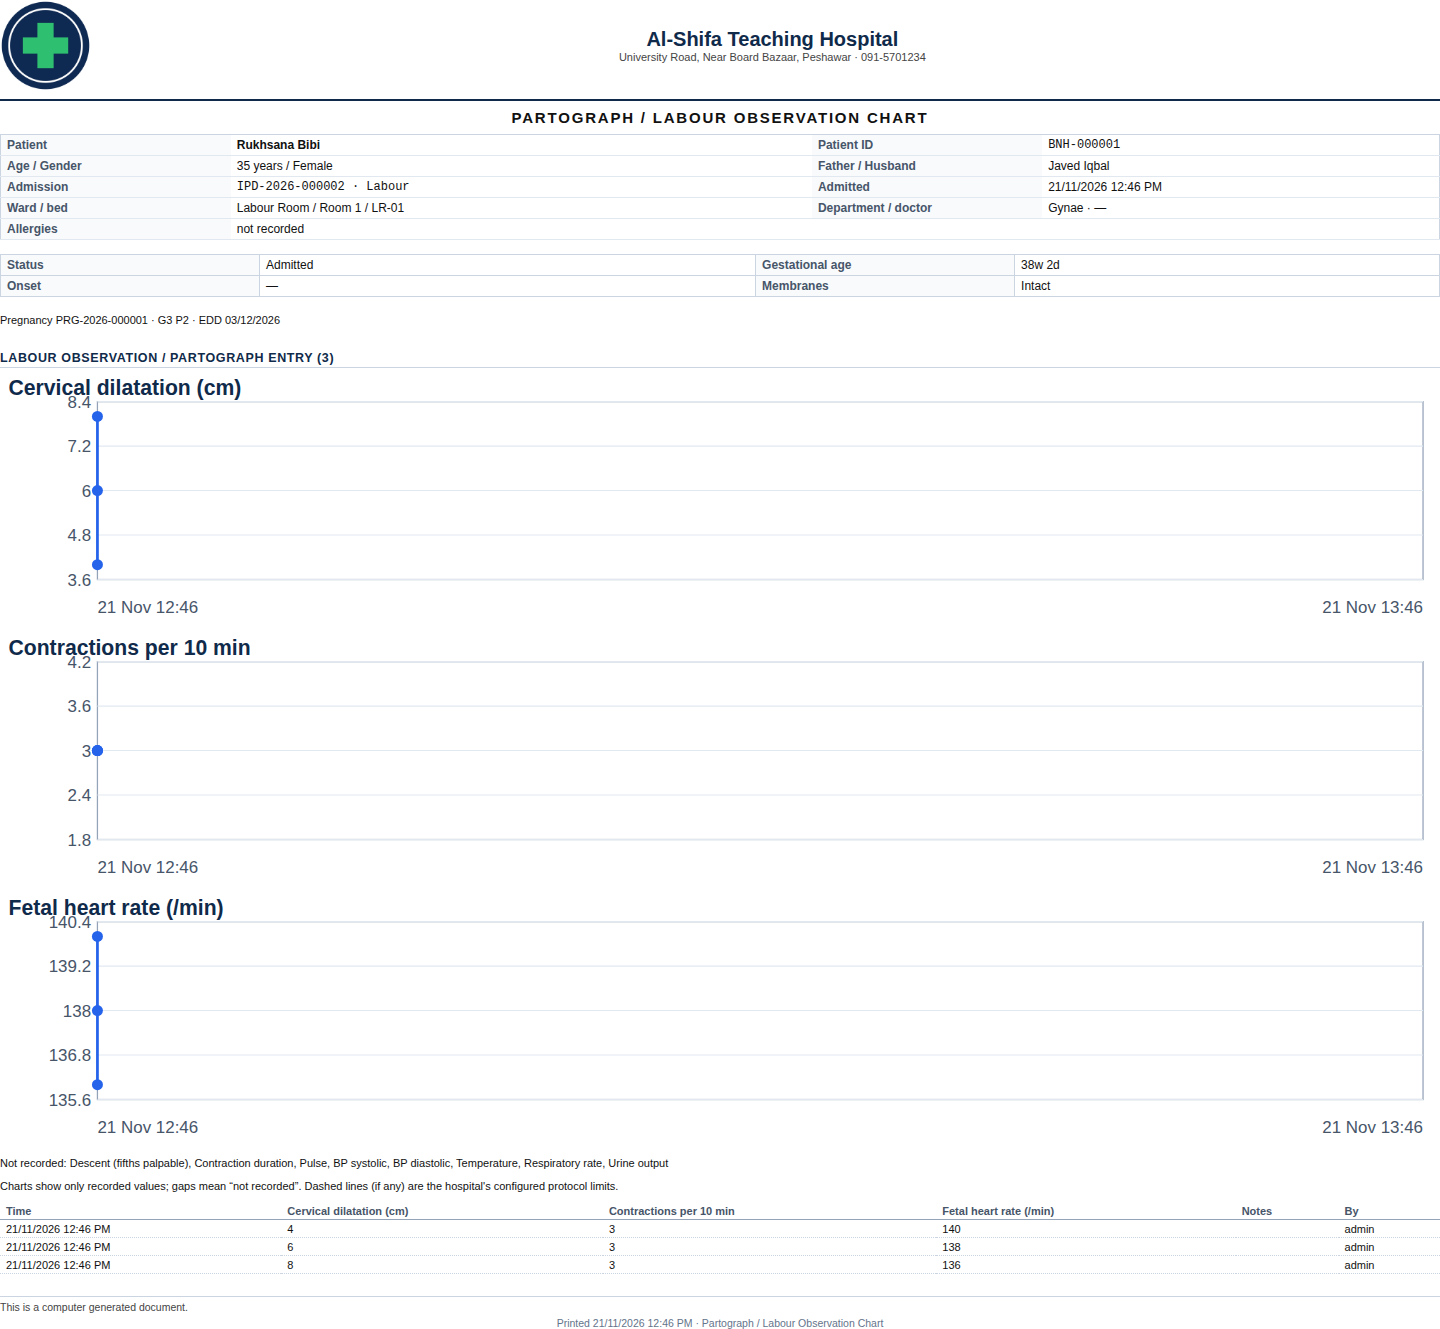 Al-Shifa Teaching Hospital
University Road, Near Board Bazaar, Peshawar · 091-5701234
PARTOGRAPH / LABOUR OBSERVATION CHART
Patient Rukhsana Bibi Patient ID BNH-000001
Age / Gender 35 years / Female Father / Husband Javed Iqbal
Admission IPD-2026-000002 · Labour Admitted 21/11/2026 12:46 PM
Ward / bed Labour Room / Room 1 / LR-01 Department / doctor Gynae · —
Allergies not recorded
Status Admitted Gestational age 38w 2d
Onset — Membranes Intact
Pregnancy PRG-2026-000001 · G3 P2 · EDD 03/12/2026
LABOUR OBSERVATION / PARTOGRAPH ENTRY (3)
Cervical dilatation (cm)
8.4
7.2
6
4.8
3.6
21 Nov 12:46 21 Nov 13:46
Contractions per 10 min
4.2
3.6
3
2.4
1.8
21 Nov 12:46 21 Nov 13:46
Fetal heart rate (/min)
140.4
139.2
138
136.8
135.6
21 Nov 12:46 21 Nov 13:46
Not recorded: Descent (fifths palpable), Contraction duration, Pulse, BP systolic, BP diastolic, Temperature, Respiratory rate, Urine output
Charts show only recorded values; gaps mean “not recorded”. Dashed lines (if any) are the hospital's configured protocol limits.
Time Cervical dilatation (cm) Contractions per 10 min Fetal heart rate (/min) Notes By
21/11/2026 12:46 PM 4 3 140 admin
21/11/2026 12:46 PM 6 3 138 admin
21/11/2026 12:46 PM 8 3 136 admin
This is a computer generated document.
Printed 21/11/2026 12:46 PM · Partograph / Labour Observation Chart